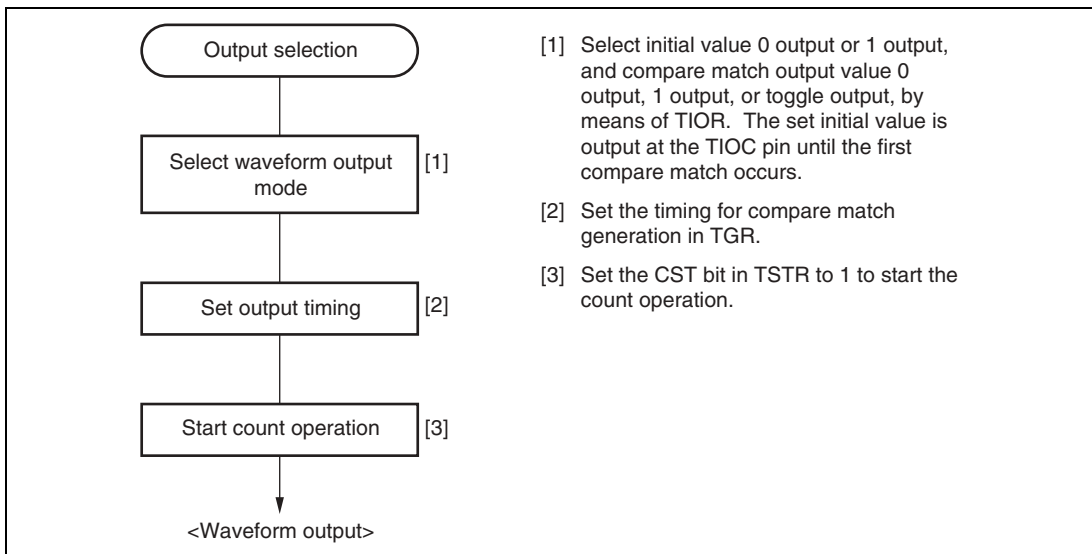 Output selection
Select waveform output
mode
[1]
Set output timing
[2]
Start count operation
[3]
<Waveform output>
[1] Select initial value 0 output or 1 output,
and compare match output value 0
output, 1 output, or toggle output, by
means of TIOR. The set initial value is
output at the TIOC pin until the first
compare match occurs.
[2] Set the timing for compare match
generation in TGR.
[3] Set the CST bit in TSTR to 1 to start the
count operation.